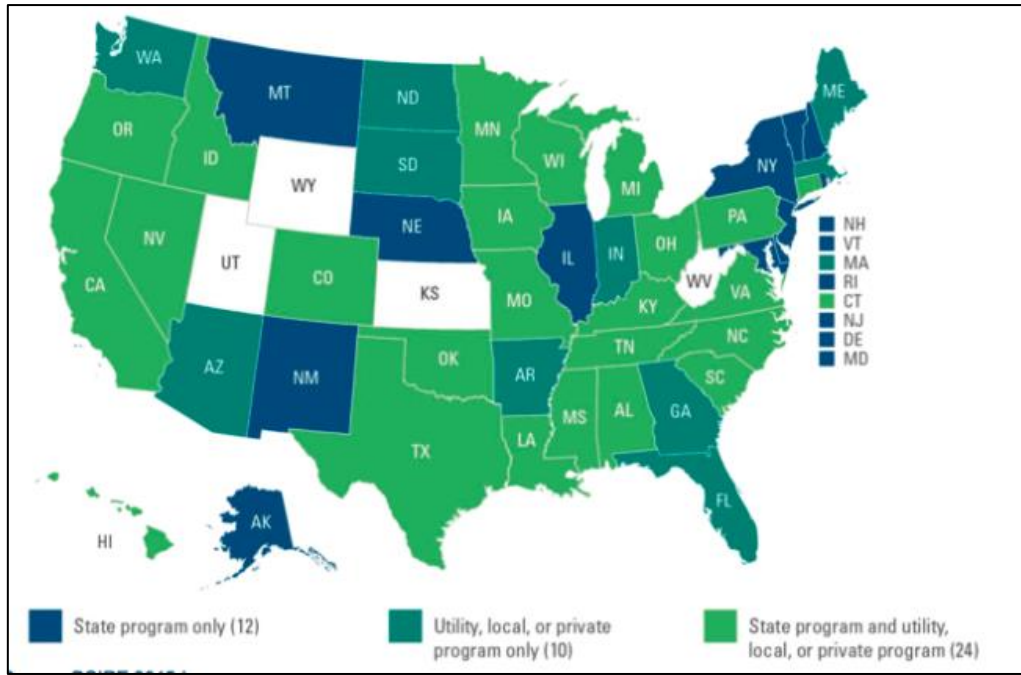 WA
MT
ND
ME
OR
MN
ID
SD
WI
NY
WY
MI
IA
PA
NE
NH
NV
OH
VT
IL
IN
UT
MA
CO
WV
CA
KS
VA
RI
MO
KY
CT
NC
NJ
TN
DE
OK
AZ
NM
AR
SC
MD
MS
AL
GA
LA
TX
FL
AK
HI
State program only (12)
Utility, local, or private
program only (10)
State program and utility,
local, or private program (24)